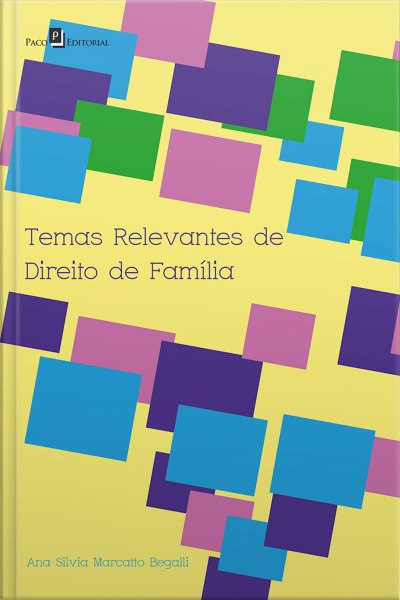 Paco Editorial
Temas Relevantes de
Direito de Família
Ana Silvia Marcatto Begalli